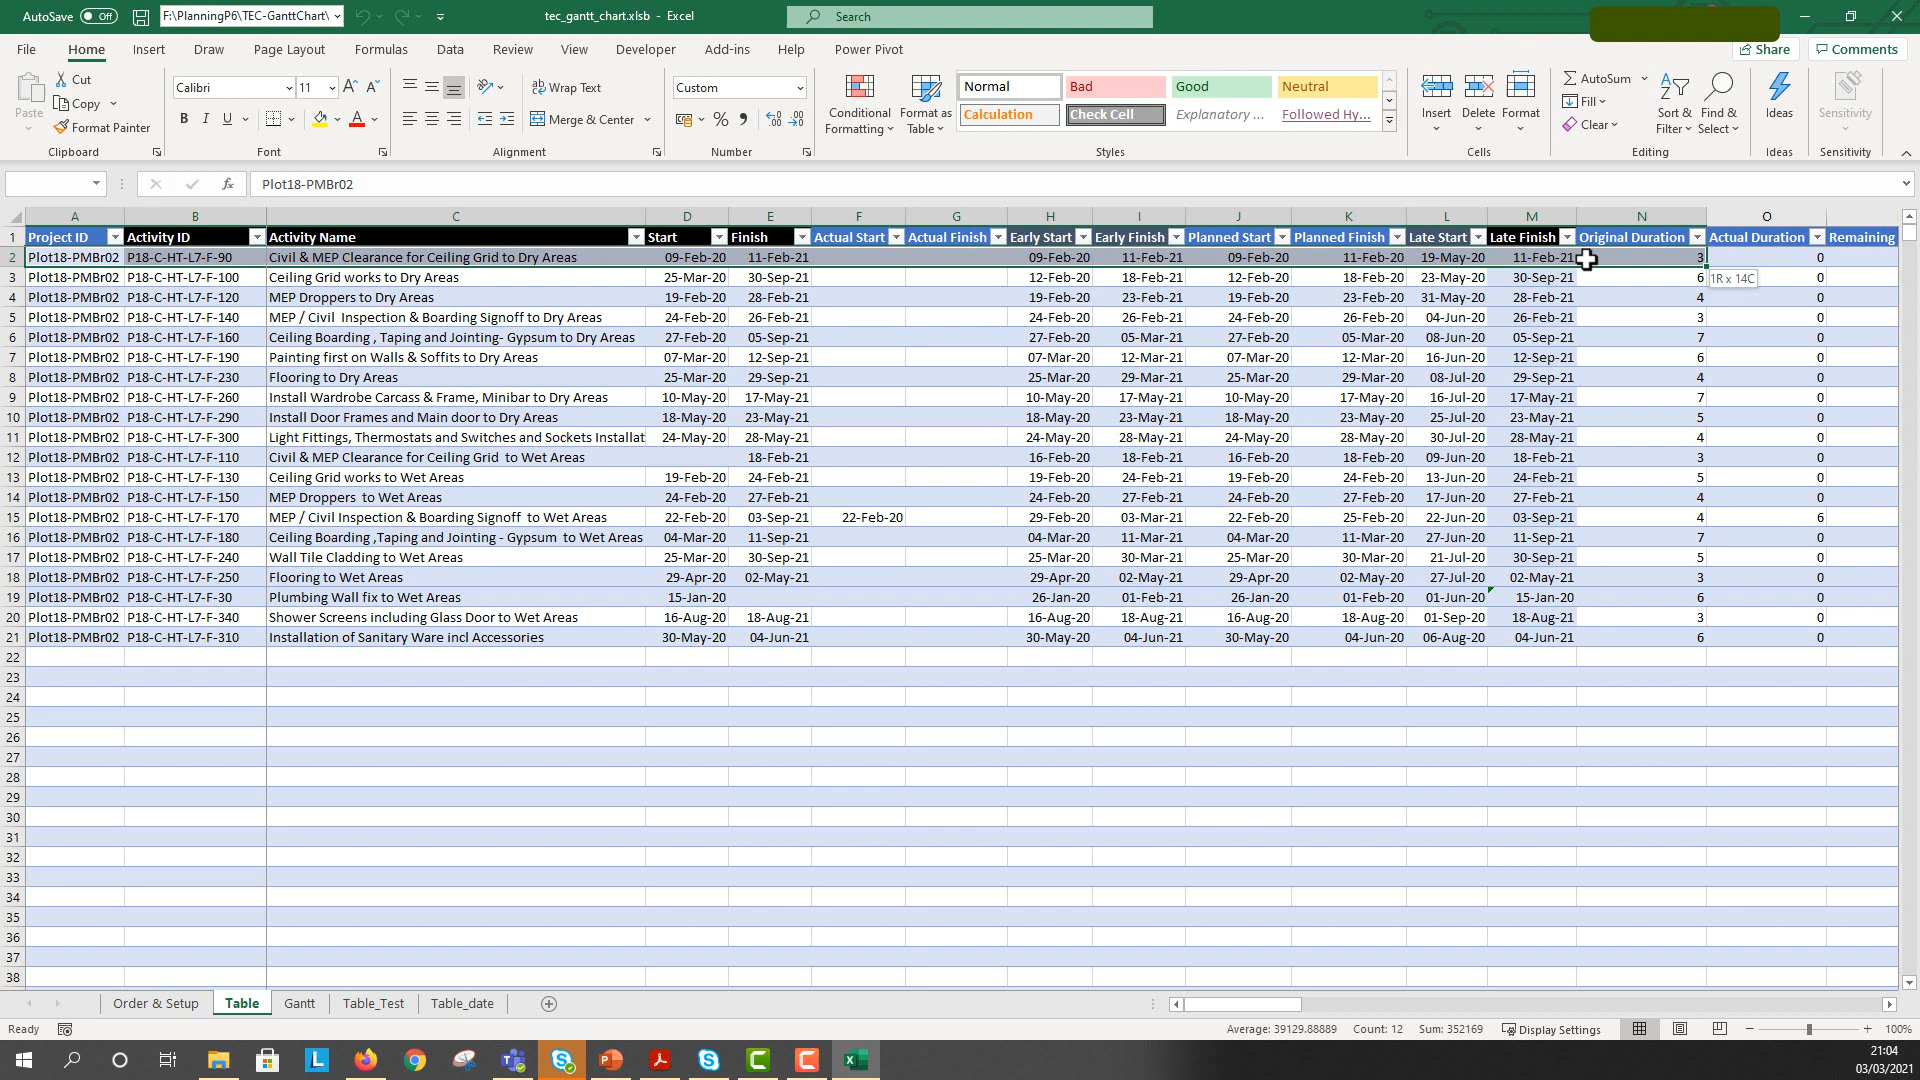 AutoSave Off F:\PlanningP6\TEC-GanttChart\ tec_gantt_chart.xlsb - Excel Search
File Home Insert Draw Page Layout Formulas Data Review View Developer Add-ins Help Power Pivot Share Comments
Paste Cut Copy Format Painter Clipboard
Calibri 11 B I U A A A Font
Wrap Text Merge & Center Alignment
Custom % Number
Conditional Formatting Format as Table
Normal Bad Good Neutral
Calculation Check Cell Explanatory ... Followed Hy... Styles
Insert Delete Format Cells
AutoSum Fill Clear Sort & Filter Find & Select Editing
Ideas Ideas Sensitivity Sensitivity
fx Plot18-PMBr02
A B C D E F G H I J K L M N O
1 Project ID Activity ID Activity Name Start Finish Actual Start Actual Finish Early Start Early Finish Planned Start Planned Finish Late Start Late Finish Original Duration Actual Duration Remaining
2 Plot18-PMBr02 P18-C-HT-L7-F-90 Civil & MEP Clearance for Ceiling Grid to Dry Areas 09-Feb-20 11-Feb-21 09-Feb-20 11-Feb-21 09-Feb-20 11-Feb-21 19-May-20 11-Feb-21 3 0
3 Plot18-PMBr02 P18-C-HT-L7-F-100 Ceiling Grid works to Dry Areas 25-Mar-20 30-Sep-21 12-Feb-20 18-Feb-21 12-Feb-20 18-Feb-21 23-May-20 30-Sep-21 6 1R x 14C 0
4 Plot18-PMBr02 P18-C-HT-L7-F-120 MEP Droppers to Dry Areas 19-Feb-20 28-Feb-21 19-Feb-20 23-Feb-21 19-Feb-20 23-Feb-21 31-May-20 28-Feb-21 4 0
5 Plot18-PMBr02 P18-C-HT-L7-F-140 MEP / Civil Inspection & Boarding Signoff to Dry Areas 24-Feb-20 26-Feb-21 24-Feb-20 26-Feb-21 24-Feb-20 26-Feb-21 04-Jun-20 26-Feb-21 3 0
6 Plot18-PMBr02 P18-C-HT-L7-F-160 Ceiling Boarding , Taping and Jointing- Gypsum to Dry Areas 27-Feb-20 05-Sep-21 27-Feb-20 05-Mar-21 27-Feb-20 05-Mar-21 08-Jun-20 05-Sep-21 7 0
7 Plot18-PMBr02 P18-C-HT-L7-F-190 Painting first on Walls & Soffits to Dry Areas 07-Mar-20 12-Sep-21 07-Mar-20 12-Mar-21 07-Mar-20 12-Mar-21 16-Jun-20 12-Sep-21 6 0
8 Plot18-PMBr02 P18-C-HT-L7-F-230 Flooring to Dry Areas 25-Mar-20 29-Sep-21 25-Mar-20 29-Mar-21 25-Mar-20 29-Mar-21 08-Jul-20 29-Sep-21 4 0
9 Plot18-PMBr02 P18-C-HT-L7-F-260 Install Wardrobe Carcass & Frame, Minibar to Dry Areas 10-May-20 17-May-21 10-May-20 17-May-21 10-May-20 17-May-21 16-Jul-20 17-May-21 7 0
10 Plot18-PMBr02 P18-C-HT-L7-F-290 Install Door Frames and Main door to Dry Areas 18-May-20 23-May-21 18-May-20 23-May-21 18-May-20 23-May-21 25-Jul-20 23-May-21 5 0
11 Plot18-PMBr02 P18-C-HT-L7-F-300 Light Fittings, Thermostats and Switches and Sockets Installat 24-May-20 28-May-21 24-May-20 28-May-21 24-May-20 28-May-21 30-Jul-20 28-May-21 4 0
12 Plot18-PMBr02 P18-C-HT-L7-F-110 Civil & MEP Clearance for Ceiling Grid to Wet Areas 18-Feb-21 16-Feb-20 18-Feb-21 16-Feb-20 18-Feb-21 09-Jun-20 18-Feb-21 3 0
13 Plot18-PMBr02 P18-C-HT-L7-F-130 Ceiling Grid works to Wet Areas 19-Feb-20 24-Feb-21 19-Feb-20 24-Feb-21 19-Feb-20 24-Feb-21 13-Jun-20 24-Feb-21 5 0
14 Plot18-PMBr02 P18-C-HT-L7-F-150 MEP Droppers to Wet Areas 24-Feb-20 27-Feb-21 24-Feb-20 27-Feb-21 24-Feb-20 27-Feb-21 17-Jun-20 27-Feb-21 4 0
15 Plot18-PMBr02 P18-C-HT-L7-F-170 MEP / Civil Inspection & Boarding Signoff to Wet Areas 22-Feb-20 03-Sep-21 22-Feb-20 29-Feb-20 03-Mar-21 22-Feb-20 25-Feb-21 22-Jun-20 03-Sep-21 4 6
16 Plot18-PMBr02 P18-C-HT-L7-F-180 Ceiling Boarding ,Taping and Jointing - Gypsum to Wet Areas 04-Mar-20 11-Sep-21 04-Mar-20 11-Mar-21 04-Mar-20 11-Mar-21 27-Jun-20 11-Sep-21 7 0
17 Plot18-PMBr02 P18-C-HT-L7-F-240 Wall Tile Cladding to Wet Areas 25-Mar-20 30-Sep-21 25-Mar-20 30-Mar-21 25-Mar-20 30-Mar-21 21-Jul-20 30-Sep-21 5 0
18 Plot18-PMBr02 P18-C-HT-L7-F-250 Flooring to Wet Areas 29-Apr-20 02-May-21 29-Apr-20 02-May-21 29-Apr-20 02-May-21 27-Jul-20 02-May-21 3 0
19 Plot18-PMBr02 P18-C-HT-L7-F-30 Plumbing Wall fix to Wet Areas 15-Jan-20 26-Jan-20 01-Feb-21 26-Jan-20 01-Feb-20 01-Jun-20 15-Jan-20 6 0
20 Plot18-PMBr02 P18-C-HT-L7-F-340 Shower Screens including Glass Door to Wet Areas 16-Aug-20 18-Aug-21 16-Aug-20 18-Aug-21 16-Aug-20 18-Aug-21 01-Sep-20 18-Aug-21 3 0
21 Plot18-PMBr02 P18-C-HT-L7-F-310 Installation of Sanitary Ware incl Accessories 30-May-20 04-Jun-21 30-May-20 04-Jun-21 30-May-20 04-Jun-21 06-Aug-20 04-Jun-21 6 0
22
23
24
25
26
27
28
29
30
31
32
33
34
35
36
37
38
Order & Setup Table Gantt Table_Test Table_date
Ready Average: 39129.88889 Count: 12 Sum: 352169 Display Settings 100%
21:04
03/03/2021